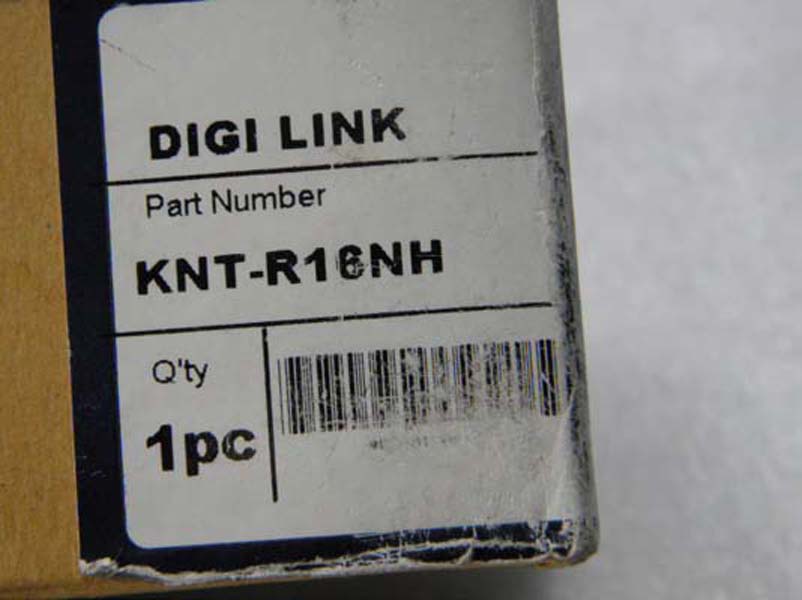 DIGI LINK
Part Number
KNT-R16NH
Q'ty
1pc